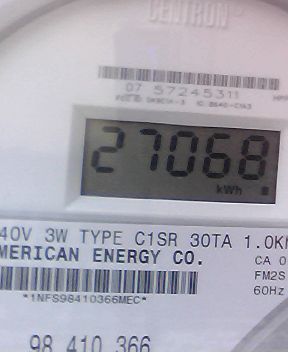 CENTRON
07 57245311
27068
kWh
40V 3W TYPE C1SR 30TA 1.0K
MERICAN ENERGY CO.
CA 0
FM2S
60Hz
*1NFS98410366MEC*
98 410 366